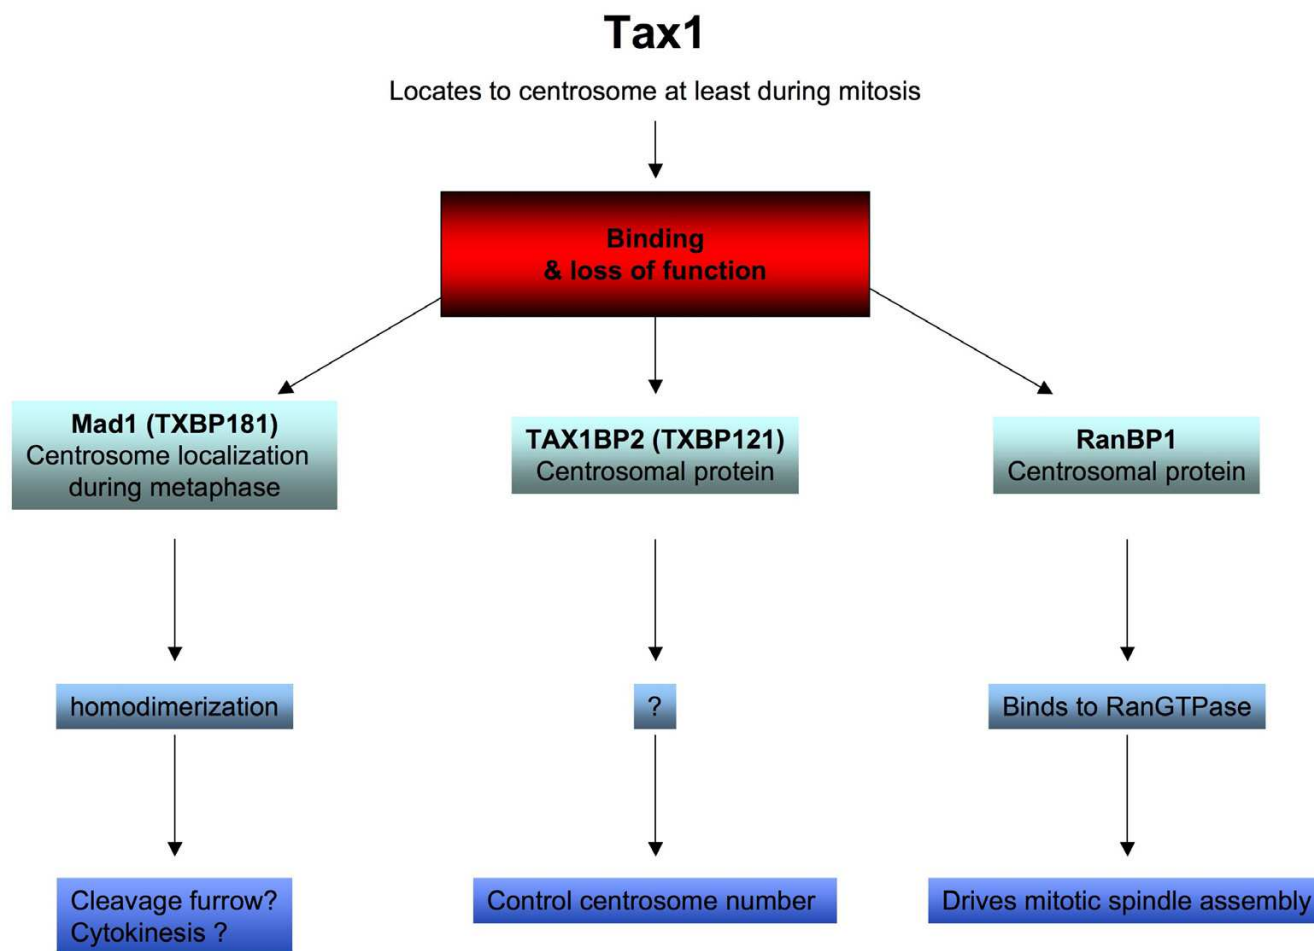 Tax1
Locates to centrosome at least during mitosis
Binding
& loss of function
Mad1 (TXBP181)
Centrosome localization
during metaphase
TAX1BP2 (TXBP121)
Centrosomal protein
RanBP1
Centrosomal protein
homodimerization
?
Binds to RanGTPase
Cleavage furrow?
Cytokinesis ?
Control centrosome number
Drives mitotic spindle assembly